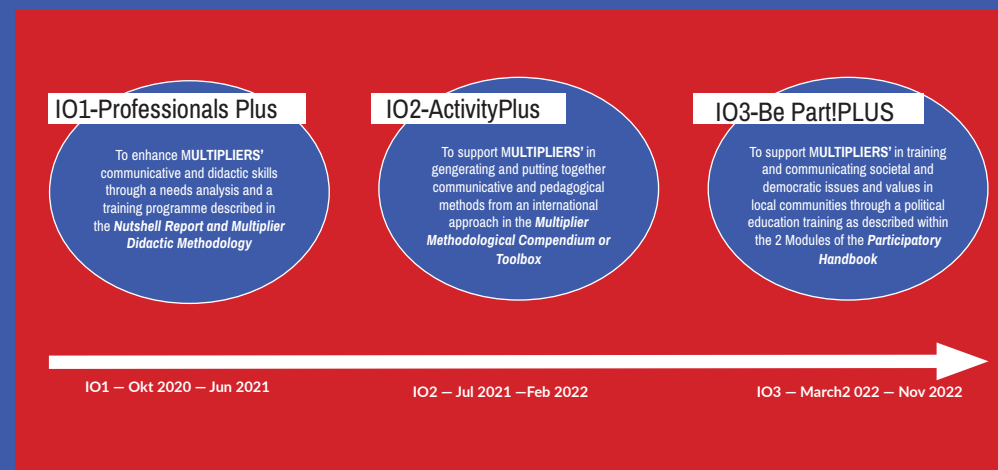 IO1-Professionals Plus
To enhance MULTIPLIERS’
communicative and didactic skills
through a needs analysis and a
training programme described in
the Nutshell Report and Multiplier
Didactic Methodology
IO2-ActivityPlus
To support MULTIPLIERS’ in
gengerating and putting together
communicative and pedagogical
methods from an international
approach in the Multiplier
Methodological Compendium or
Toolbox
IO3-Be Part!PLUS
To support MULTIPLIERS’ in training
and communicating societal and
democratic issues and values in
local communities through a political
education training as described within
the 2 Modules of the Participatory
Handbook
IO1 — Okt 2020 — Jun 2021
IO2 — Jul 2021 —Feb 2022
IO3 — March2 022 — Nov 2022